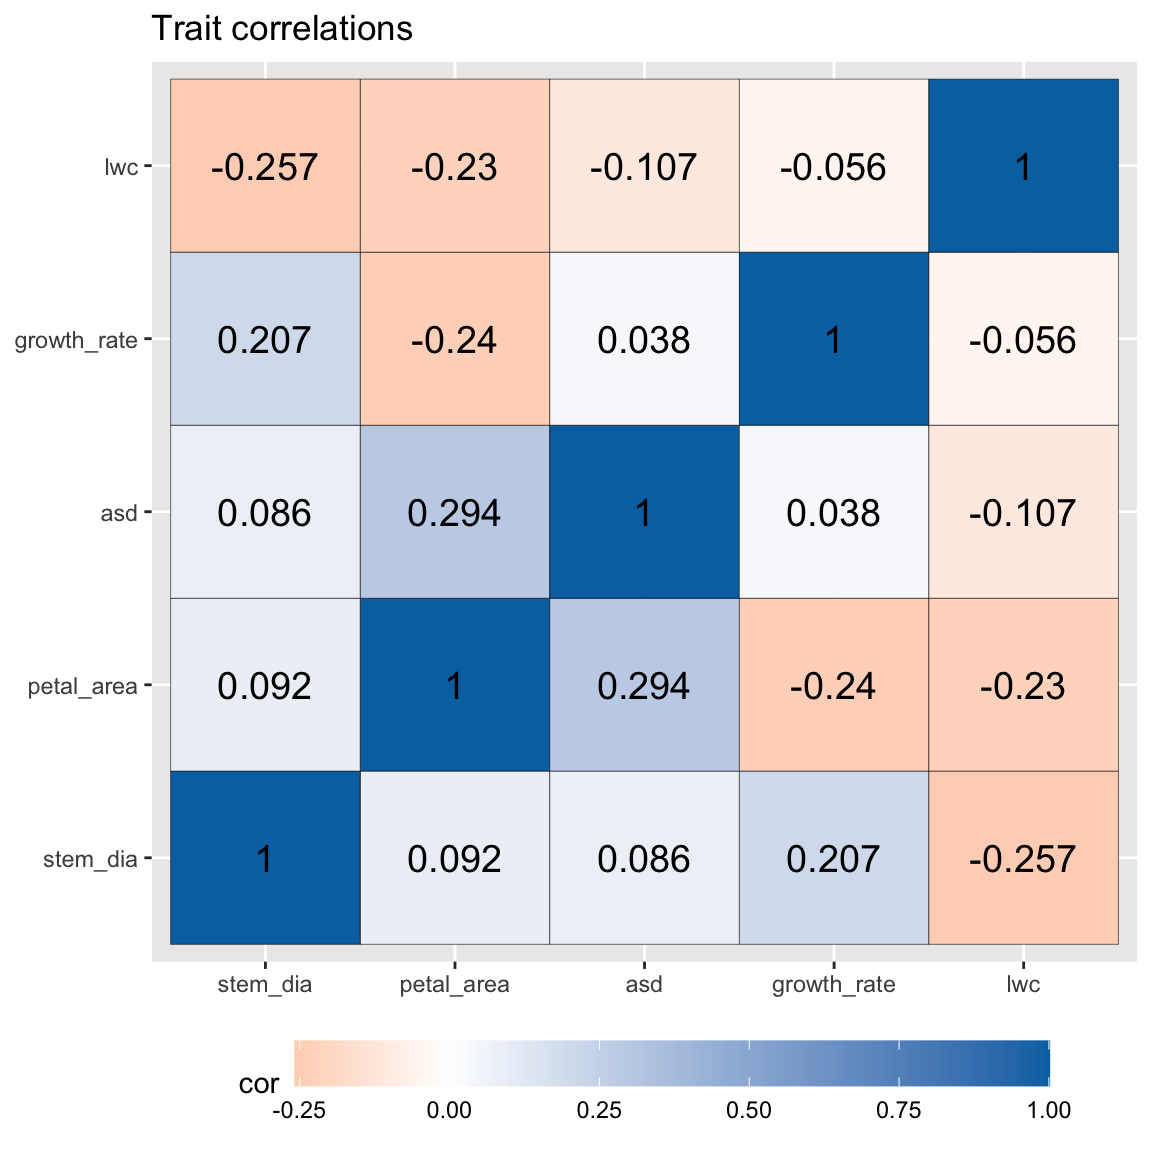 Trait correlations
lwc -0.257 -0.23 -0.107 -0.056 1
growth_rate 0.207 -0.24 0.038 1 -0.056
asd 0.086 0.294 1 0.038 -0.107
petal_area 0.092 1 0.294 -0.24 -0.23
stem_dia 1 0.092 0.086 0.207 -0.257
stem_dia petal_area asd growth_rate lwc
cor
-0.25 0.00 0.25 0.50 0.75 1.00